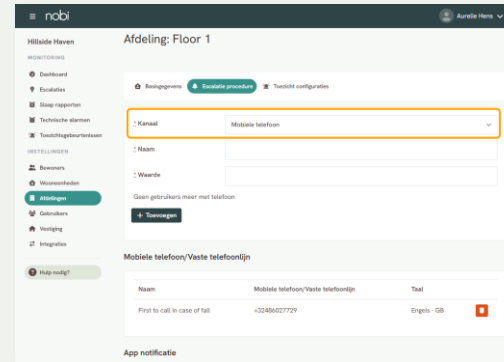 nobi
Aurelie Hens
Hillside Haven
MONITORING
Dashboard
Escalaties
Slaap rapporten
Technische alarmen
Toezichtsgebeurtenissen
INSTELLINGEN
Bewoners
Wooneenheden
Afdelingen
Gebruikers
Vestiging
Integraties
Hulp nodig?
Afdeling: Floor 1
Basisgegevens Escalatie procedure Toezicht configuraties
* Kanaal Mobiele telefoon
* Naam
* Waarde
Geen gebruikers meer met telefoon
+ Toevoegen
Mobiele telefoon/Vaste telefoonlijn
Naam Mobiele telefoon/Vaste telefoonlijn Taal
First to call in case of fall +32486027729 Engels - GB
App notificatie